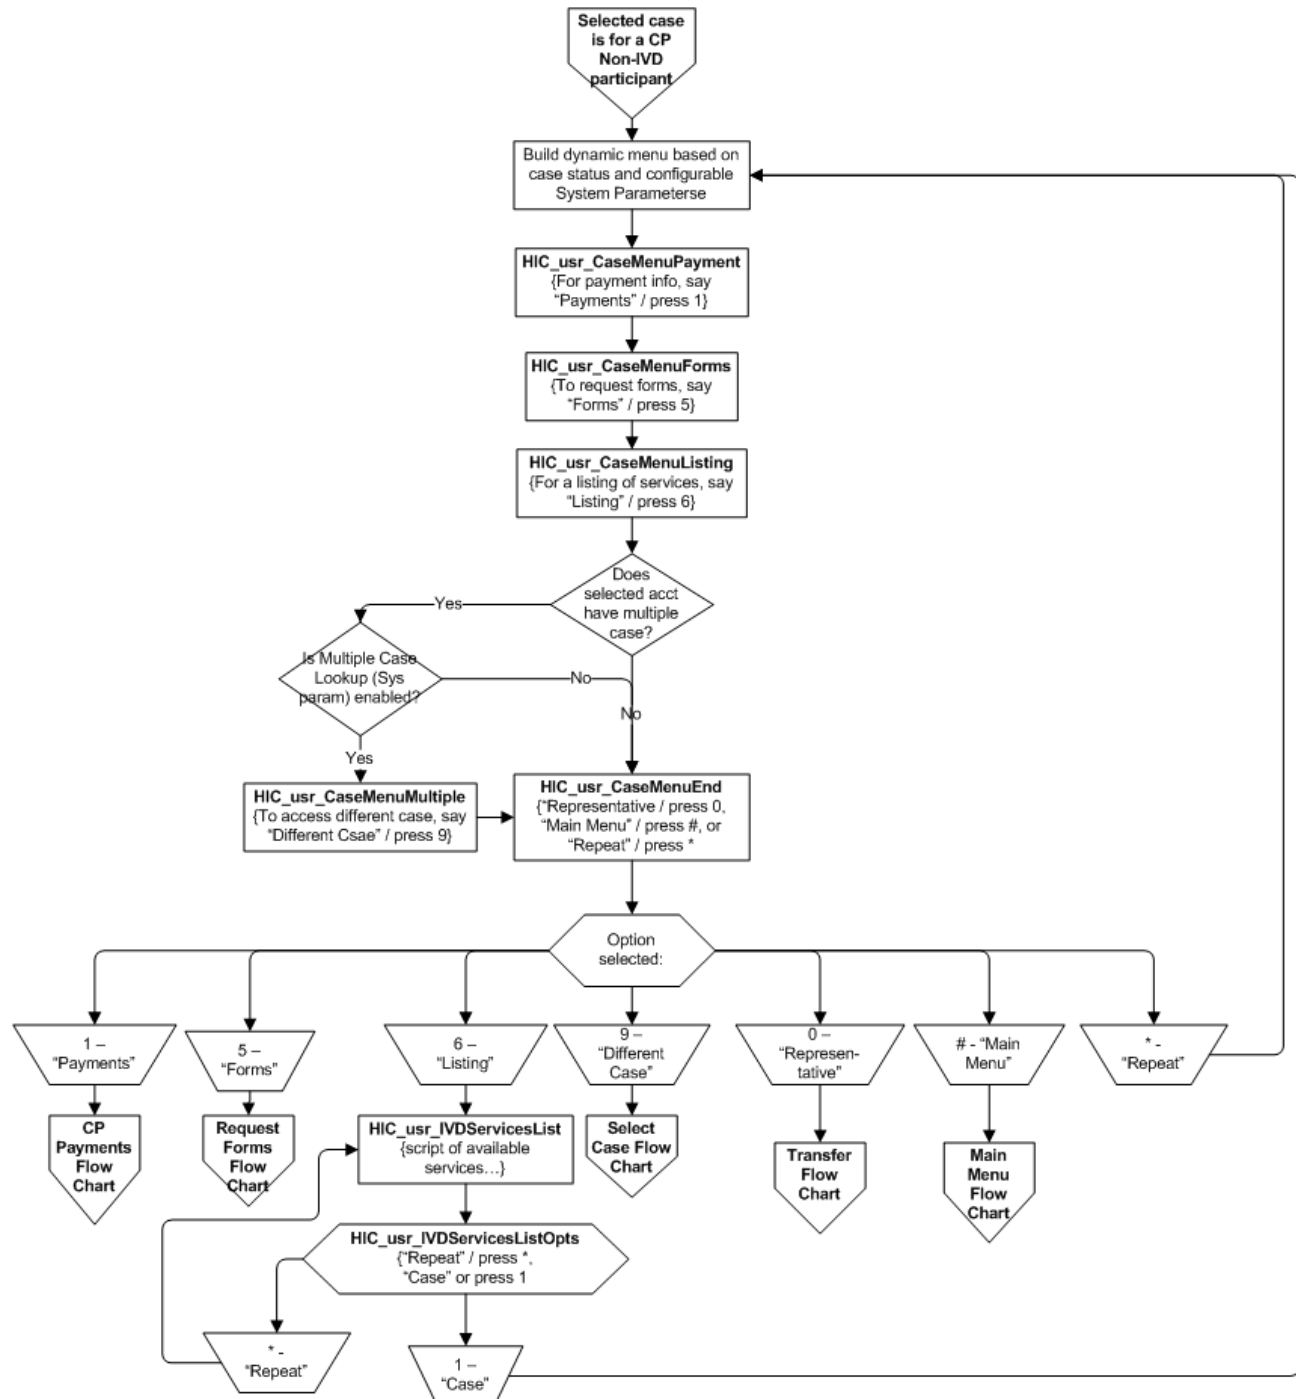 Selected case
is for a CP
Non-IVD
participant
Build dynamic menu based on
case status and configurable
System Parameterse
HIC_usr_CaseMenuPayment
{For payment info, say
“Payments” / press 1}
HIC_usr_CaseMenuForms
{To request forms, say
“Forms” / press 5}
HIC_usr_CaseMenuListing
{For a listing of services, say
“Listing” / press 6}
Does
selected acct
have multiple
case?
Yes
Is Multiple Case
Lookup (Sys
param) enabled?
No
No
Yes
HIC_usr_CaseMenuMultiple
{To access different case, say
“Different Csae” / press 9}
HIC_usr_CaseMenuEnd
{“Representative / press 0,
“Main Menu” / press #, or
“Repeat” / press *
Option
selected:
1 –
“Payments”
5 –
“Forms”
6 –
“Listing”
9 –
“Different
Case”
0 –
“Represen-
tative”
# - “Main
Menu”
* -
“Repeat”
CP
Payments
Flow
Chart
Request
Forms
Flow
Chart
HIC_usr_IVDServicesList
{script of available
services…}
Select
Case Flow
Chart
Transfer
Flow
Chart
Main
Menu
Flow
Chart
HIC_usr_IVDServicesListOpts
{“Repeat” / press *,
“Case” or press 1
* -
“Repeat”
1 –
“Case”